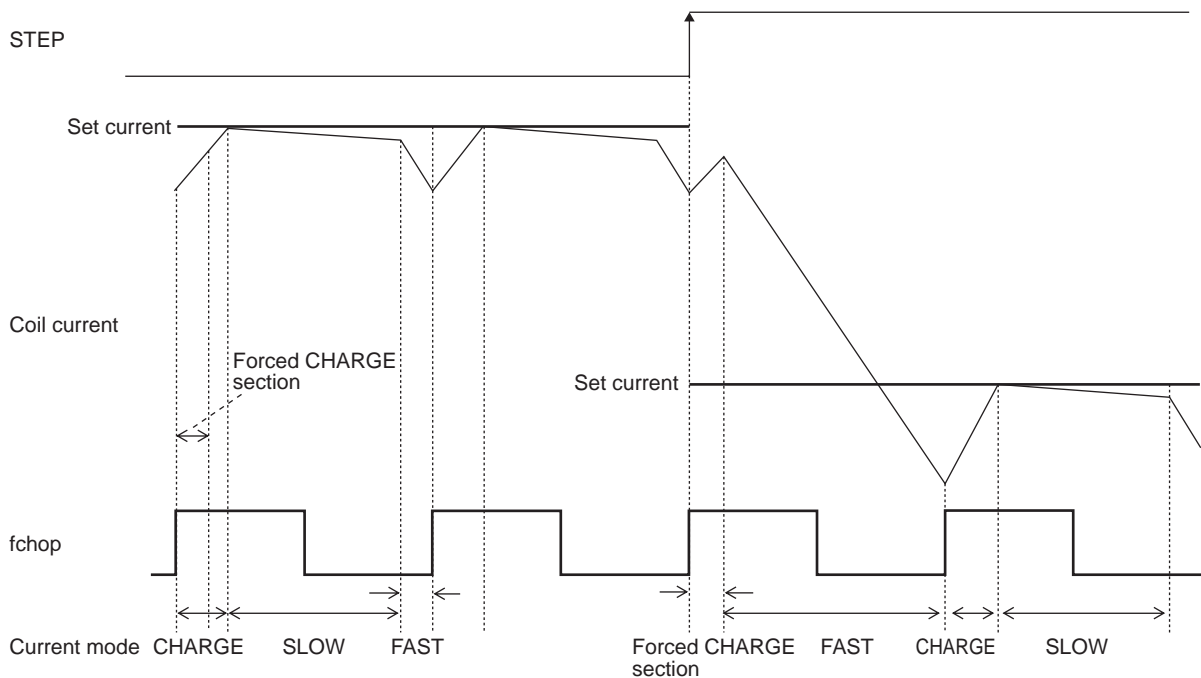 STEP
Set current
Coil current
Forced CHARGE
section
Set current
fchop
Current mode CHARGE SLOW FAST Forced CHARGE FAST CHARGE SLOW
section